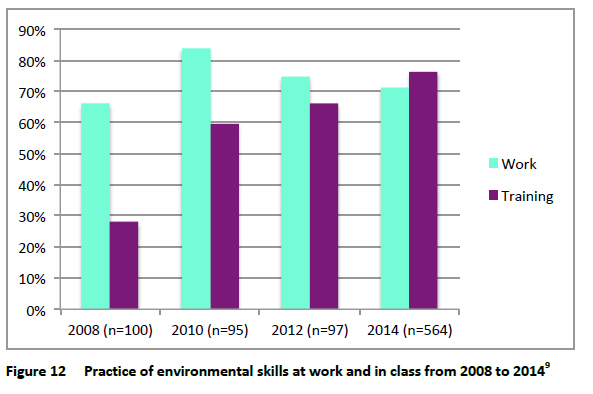 90%
80%
70%
60%
50%
40%
30%
20%
10%
0%
2008 (n=100) 2010 (n=95) 2012 (n=97) 2014 (n=564)
Work
Training
Figure 12 Practice of environmental skills at work and in class from 2008 to 2014⁹